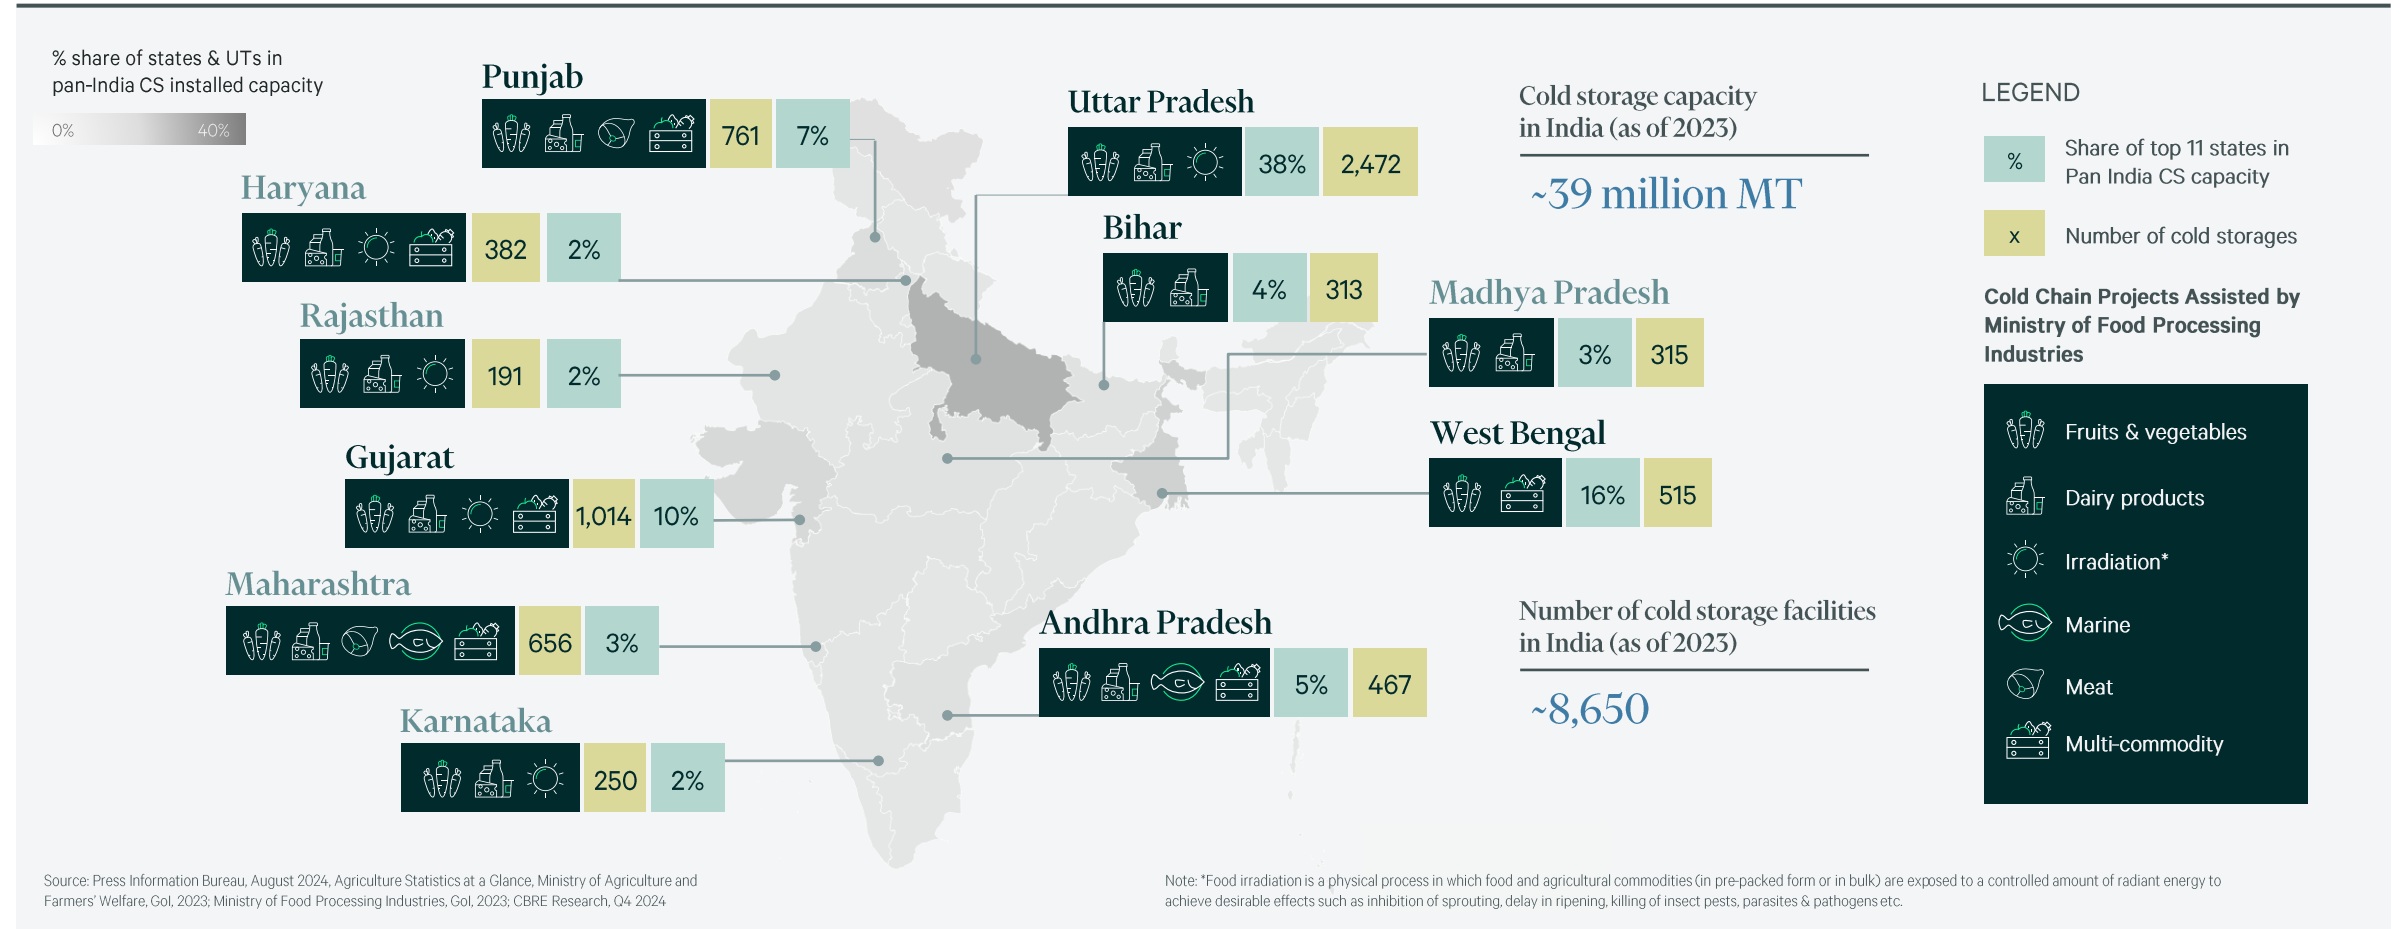 % share of states & UTs in
pan-India CS installed capacity
0% 40%
Punjab
761 7%
Haryana
382 2%
Rajasthan
191 2%
Gujarat
1,014 10%
Maharashtra
656 3%
Karnataka
250 2%
Uttar Pradesh
38% 2,472
Bihar
4% 313
Madhya Pradesh
3% 315
West Bengal
16% 515
Andhra Pradesh
5% 467
Cold storage capacity
in India (as of 2023)
~39 million MT
Number of cold storage facilities
in India (as of 2023)
~8,650
LEGEND
% Share of top 11 states in
Pan India CS capacity
x Number of cold storages
Cold Chain Projects Assisted by
Ministry of Food Processing
Industries
Fruits & vegetables
Dairy products
Irradiation*
Marine
Meat
Multi-commodity
Source: Press Information Bureau, August 2024, Agriculture Statistics at a Glance, Ministry of Agriculture and
Farmers' Welfare, GoI, 2023; Ministry of Food Processing Industries, GoI, 2023; CBRE Research, Q4 2024
Note: *Food irradiation is a physical process in which food and agricultural commodities (in pre-packed form or in bulk) are exposed to a controlled amount of radiant energy to
achieve desirable effects such as inhibition of sprouting, delay in ripening, killing of insect pests, parasites & pathogens etc.